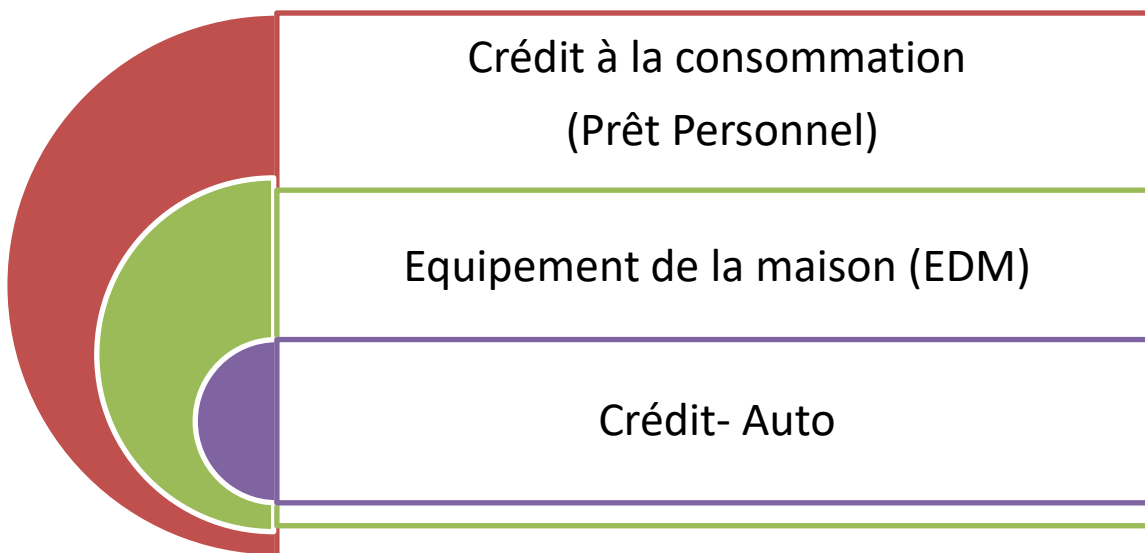 Crédit à la consommation
(Prêt Personnel)
Equipement de la maison (EDM)
Crédit- Auto